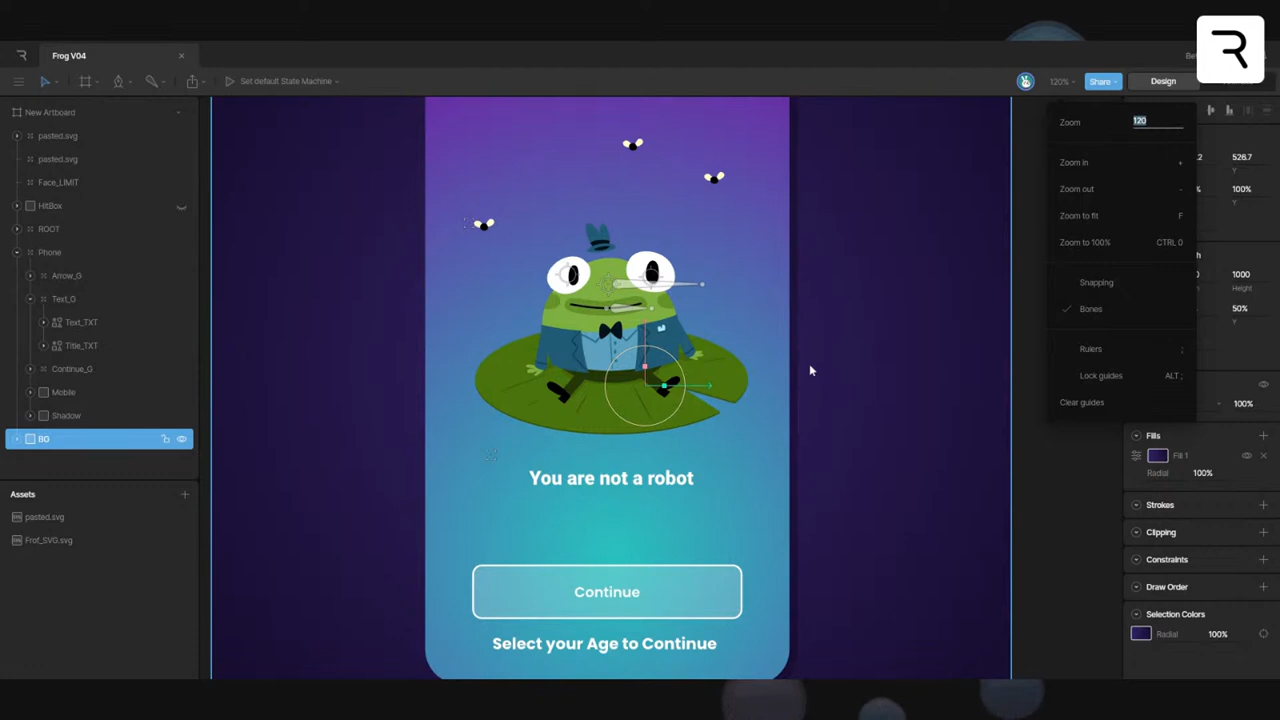 Frog V04
Be
Set default State Machine
120%
Share
Design
New Artboard
pasted.svg
pasted.svg
Face_LIMIT
HitBox
ROOT
Phone
Arrow_G
Text_G
Text_TXT
Title_TXT
Continue_G
Mobile
Shadow
BG
Assets
pasted.svg
Frof_SVG.svg
You are not a robot
Continue
Select your Age to Continue
Zoom 120
Zoom in +
Zoom out -
Zoom to fit F
Zoom to 100% CTRL 0
Snapping
Bones
Rulers ;
Lock guides ALT ;
Clear guides
526.7
Y
100%
Y
1000
Height
50%
Y
100%
Fills
Fill 1
Radial 100%
Strokes
Clipping
Constraints
Draw Order
Selection Colors
Radial 100%